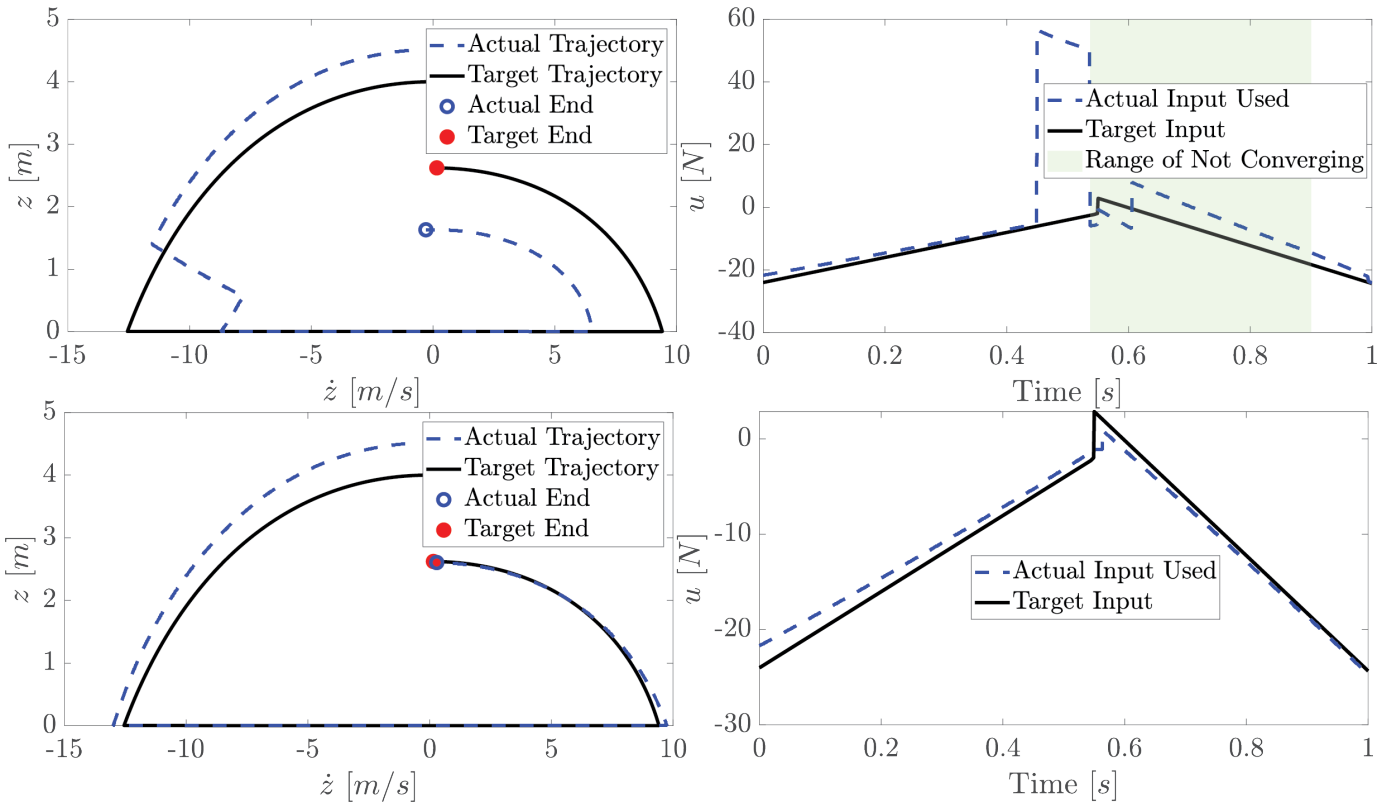 5
4
3
2
1
0
z [m]
-15
-10
-5
0
5
10
ż [m/s]
Actual Trajectory
Target Trajectory
Actual End
Target End
60
40
20
0
-20
-40
u [N]
0
0.2
0.4
0.6
0.8
1
Time [s]
Actual Input Used
Target Input
Range of Not Converging
5
4
3
2
1
0
z [m]
-15
-10
-5
0
5
10
ż [m/s]
Actual Trajectory
Target Trajectory
Actual End
Target End
0
-10
-20
-30
u [N]
0
0.2
0.4
0.6
0.8
1
Time [s]
Actual Input Used
Target Input